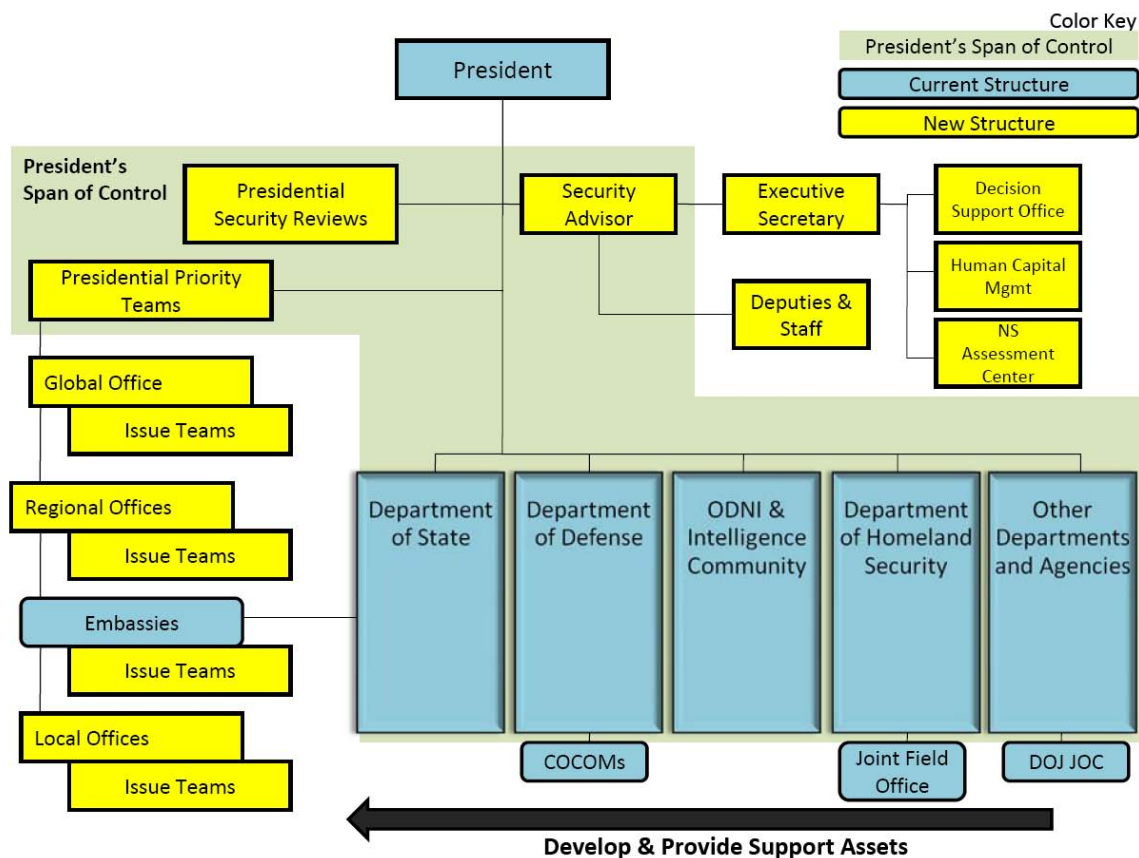 Color Key
President's Span of Control
Current Structure
New Structure
President
President's
Span of Control
Presidential
Security Reviews
Security
Advisor
Executive
Secretary
Decision
Support Office
Human Capital
Mgmt
NS
Assessment
Center
Presidential Priority
Teams
Deputies &
Staff
Global Office
Issue Teams
Regional Offices
Issue Teams
Embassies
Issue Teams
Local Offices
Issue Teams
Department
of State
Department
of Defense
ODNI &
Intelligence
Community
Department
of Homeland
Security
Other
Departments
and Agencies
COCOMs
Joint Field
Office
DOJ JOC
Develop & Provide Support Assets